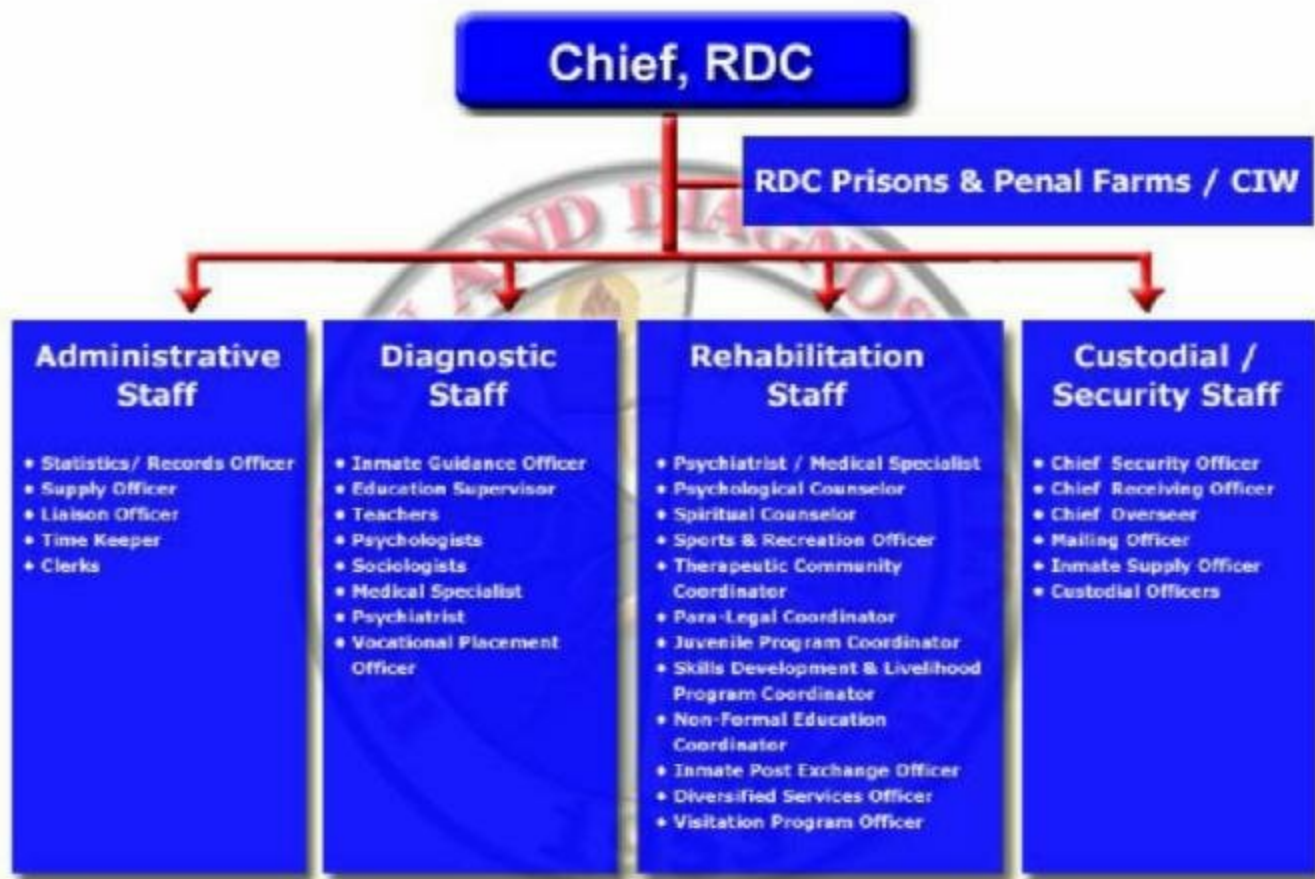 Chief, RDC
RDC Prisons & Penal Farms / CIW
Administrative
Staff
• Statistics/ Records Officer
• Supply Officer
• Liaison Officer
• Time Keeper
• Clerks
Diagnostic
Staff
• Inmate Guidance Officer
• Education Supervisor
• Teachers
• Psychologists
• Sociologists
• Medical Specialist
• Psychiatrist
• Vocational Placement
Officer
Rehabilitation
Staff
• Psychiatrist / Medical Specialist
• Psychological Counselor
• Spiritual Counselor
• Sports & Recreation Officer
• Therapeutic Community
Coordinator
• Para-Legal Coordinator
• Juvenile Program Coordinator
• Skills Development & Livelihood
Program Coordinator
• Non-Formal Education
Coordinator
• Inmate Post Exchange Officer
• Diversified Services Officer
• Visitation Program Officer
Custodial /
Security Staff
• Chief Security Officer
• Chief Receiving Officer
• Chief Overseer
• Mailing Officer
• Inmate Supply Officer
• Custodial Officers
AND DIAGNOSTIC